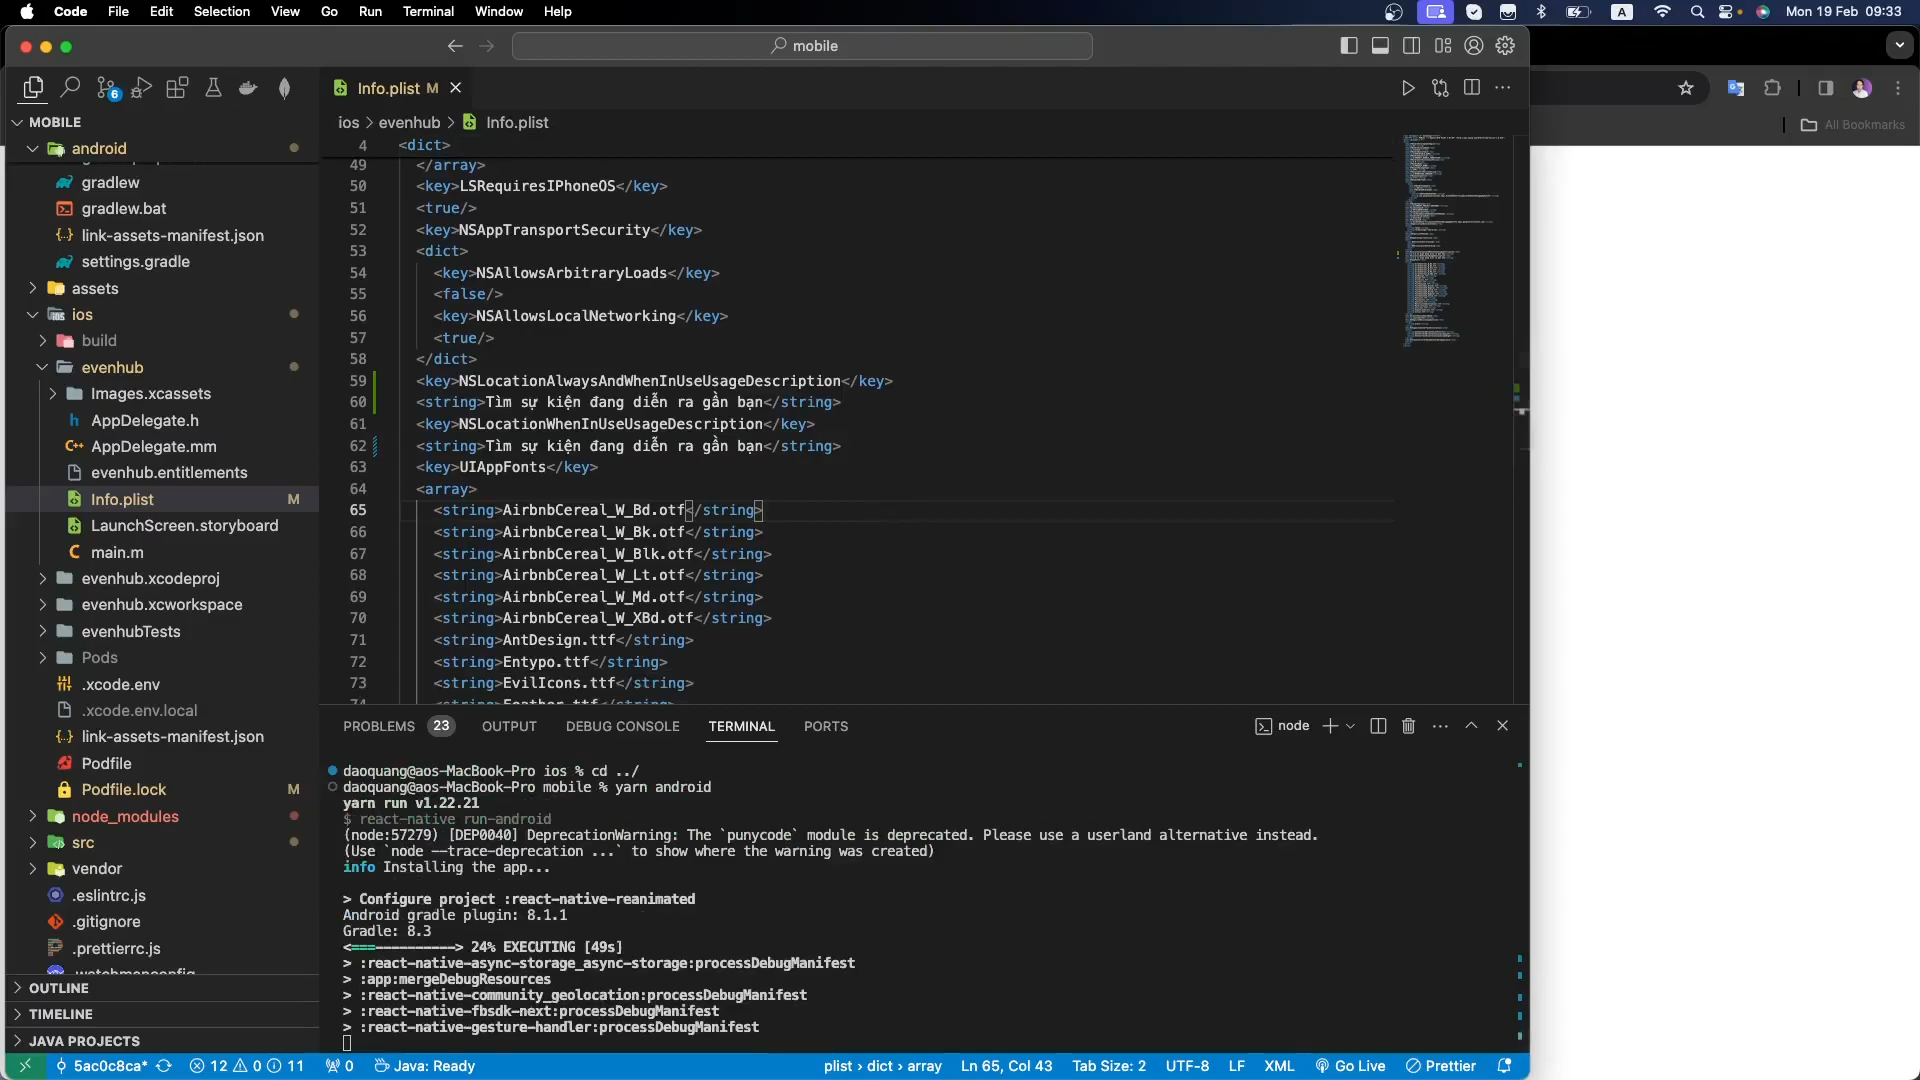 Code File Edit Selection View Go Run Terminal Window Help
A
Mon 19 Feb 09:33
mobile
6
Info.plist M
MOBILE
ios > evenhub > Info.plist
All Bookmarks
android
gradlew
gradlew.bat
link-assets-manifest.json
settings.gradle
assets
ios
build
evenhub
Images.xcassets
AppDelegate.h
AppDelegate.mm
evenhub.entitlements
Info.plist M
LaunchScreen.storyboard
main.m
evenhub.xcodeproj
evenhub.xcworkspace
evenhubTests
Pods
.xcode.env
.xcode.env.local
link-assets-manifest.json
Podfile
Podfile.lock M
node_modules
src
vendor
.eslintrc.js
.gitignore
.prettierrc.js
.watchmanconfig
OUTLINE
TIMELINE
JAVA PROJECTS
4 <dict>
49 </array>
50 <key>LSRequiresIPhoneOS</key>
51 <true/>
52 <key>NSAppTransportSecurity</key>
53 <dict>
54 <key>NSAllowsArbitraryLoads</key>
55 <false/>
56 <key>NSAllowsLocalNetworking</key>
57 <true/>
58 </dict>
59 <key>NSLocationAlwaysAndWhenInUseUsageDescription</key>
60 <string>Tìm sự kiện đang diễn ra gần bạn</string>
61 <key>NSLocationWhenInUseUsageDescription</key>
62 <string>Tìm sự kiện đang diễn ra gần bạn</string>
63 <key>UIAppFonts</key>
64 <array>
65 <string>AirbnbCereal_W_Bd.otf</string>
66 <string>AirbnbCereal_W_Bk.otf</string>
67 <string>AirbnbCereal_W_Blk.otf</string>
68 <string>AirbnbCereal_W_Lt.otf</string>
69 <string>AirbnbCereal_W_Md.otf</string>
70 <string>AirbnbCereal_W_XBd.otf</string>
71 <string>AntDesign.ttf</string>
72 <string>Entypo.ttf</string>
73 <string>EvilIcons.ttf</string>
74 <string>Feather.ttf</string>
PROBLEMS 23 OUTPUT DEBUG CONSOLE TERMINAL PORTS
node
daoquang@aos-MacBook-Pro ios % cd ../
daoquang@aos-MacBook-Pro mobile % yarn android
yarn run v1.22.21
$ react-native run-android
(node:57279) [DEP0040] DeprecationWarning: The `punycode` module is deprecated. Please use a userland alternative instead.
(Use `node --trace-deprecation ...` to show where the warning was created)
info Installing the app...
> Configure project :react-native-reanimated
Android gradle plugin: 8.1.1
Gradle: 8.3
<===----------> 24% EXECUTING [49s]
> :react-native-async-storage_async-storage:processDebugManifest
> :app:mergeDebugResources
> :react-native-community_geolocation:processDebugManifest
> :react-native-fbsdk-next:processDebugManifest
> :react-native-gesture-handler:processDebugManifest
5ac0c8ca* 12 0 11 0 Java: Ready
plist > dict > array Ln 65, Col 43 Tab Size: 2 UTF-8 LF XML Go Live Prettier